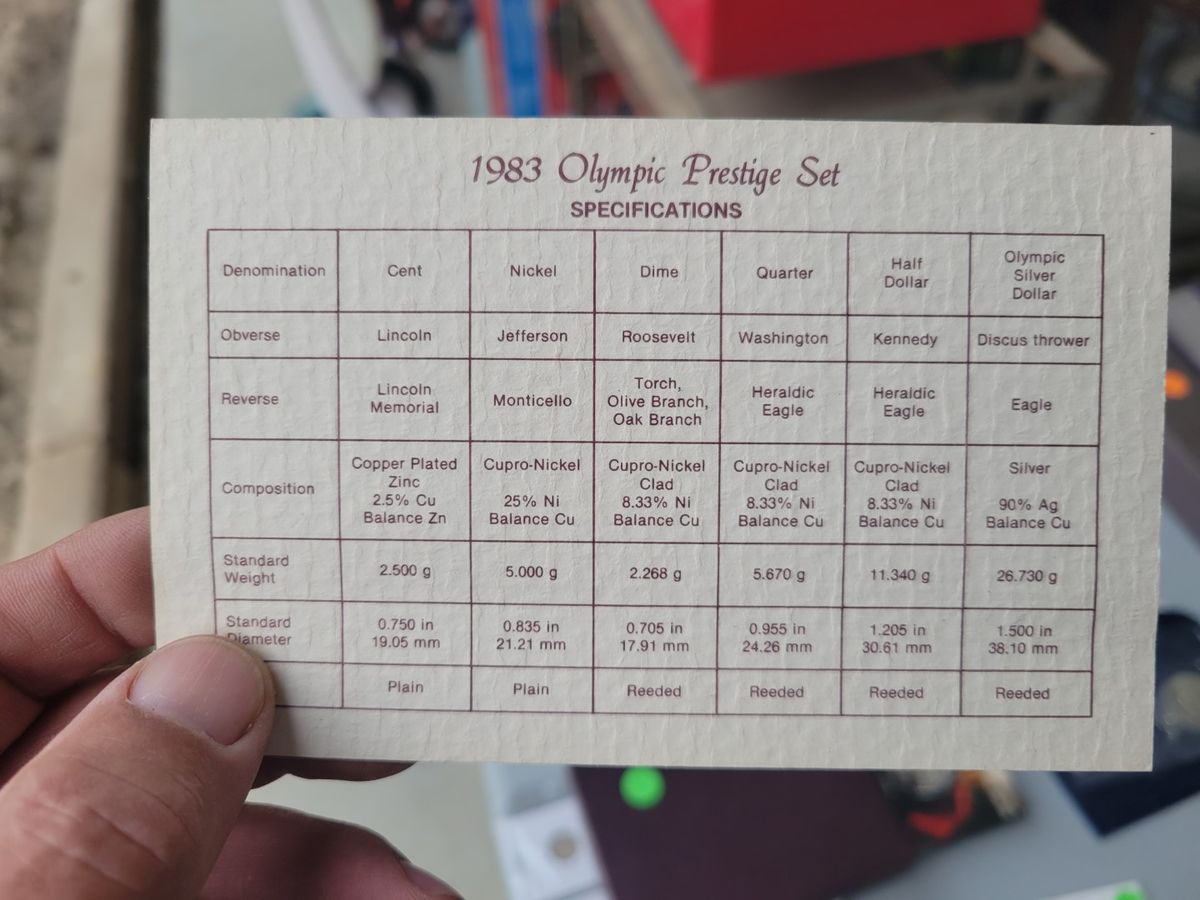 1983 Olympic Prestige Set
SPECIFICATIONS
Denomination Cent Nickel Dime Quarter Half Dollar Olympic Silver Dollar
Obverse Lincoln Jefferson Roosevelt Washington Kennedy Discus thrower
Reverse Lincoln Memorial Monticello Torch, Olive Branch, Oak Branch Heraldic Eagle Heraldic Eagle Eagle
Composition Copper Plated Zinc 2.5% Cu Balance Zn Cupro-Nickel 25% Ni Balance Cu Cupro-Nickel Clad 8.33% Ni Balance Cu Cupro-Nickel Clad 8.33% Ni Balance Cu Cupro-Nickel Clad 8.33% Ni Balance Cu Silver 90% Ag Balance Cu
Standard Weight 2.500 g 5.000 g 2.268 g 5.670 g 11.340 g 26.730 g
Standard Diameter 0.750 in 19.05 mm 0.835 in 21.21 mm 0.705 in 17.91 mm 0.955 in 24.26 mm 1.205 in 30.61 mm 1.500 in 38.10 mm
Plain Plain Reeded Reeded Reeded Reeded